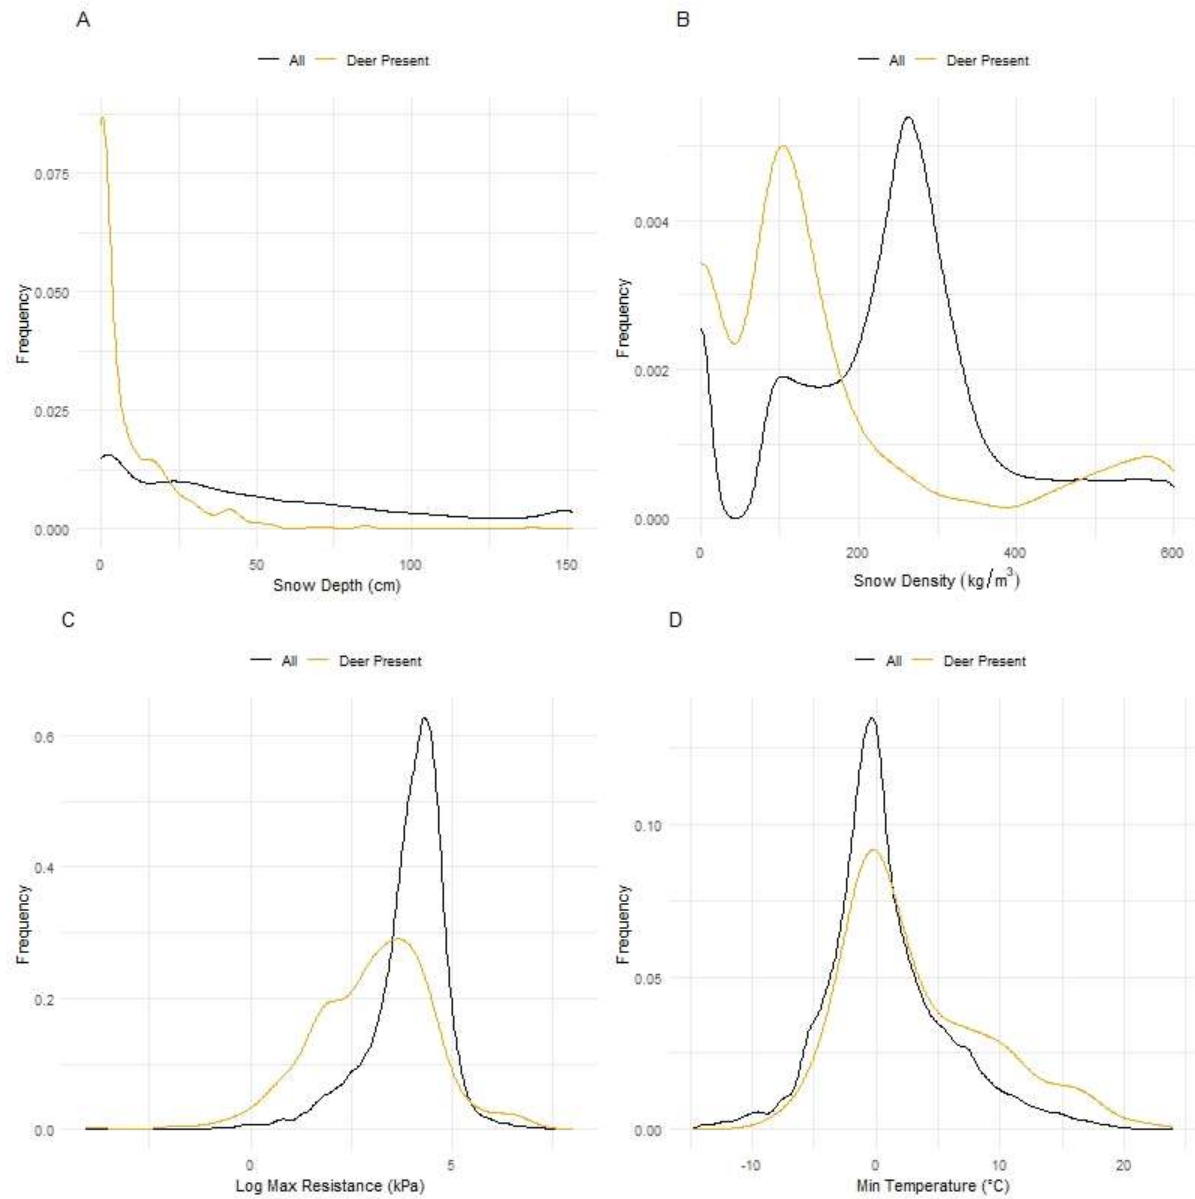 A
All Deer Present
0.075
0.050
0.025
0.000
Frequency
0 50 100 150
Snow Depth (cm)
B
All Deer Present
0.004
0.002
0.000
Frequency
0 200 400 600
Snow Density (kg/m³)
C
All Deer Present
0.6
0.4
0.2
0.0
Frequency
0 5
Log Max Resistance (kPa)
D
All Deer Present
0.10
0.05
0.00
Frequency
-10 0 10 20
Min Temperature (°C)